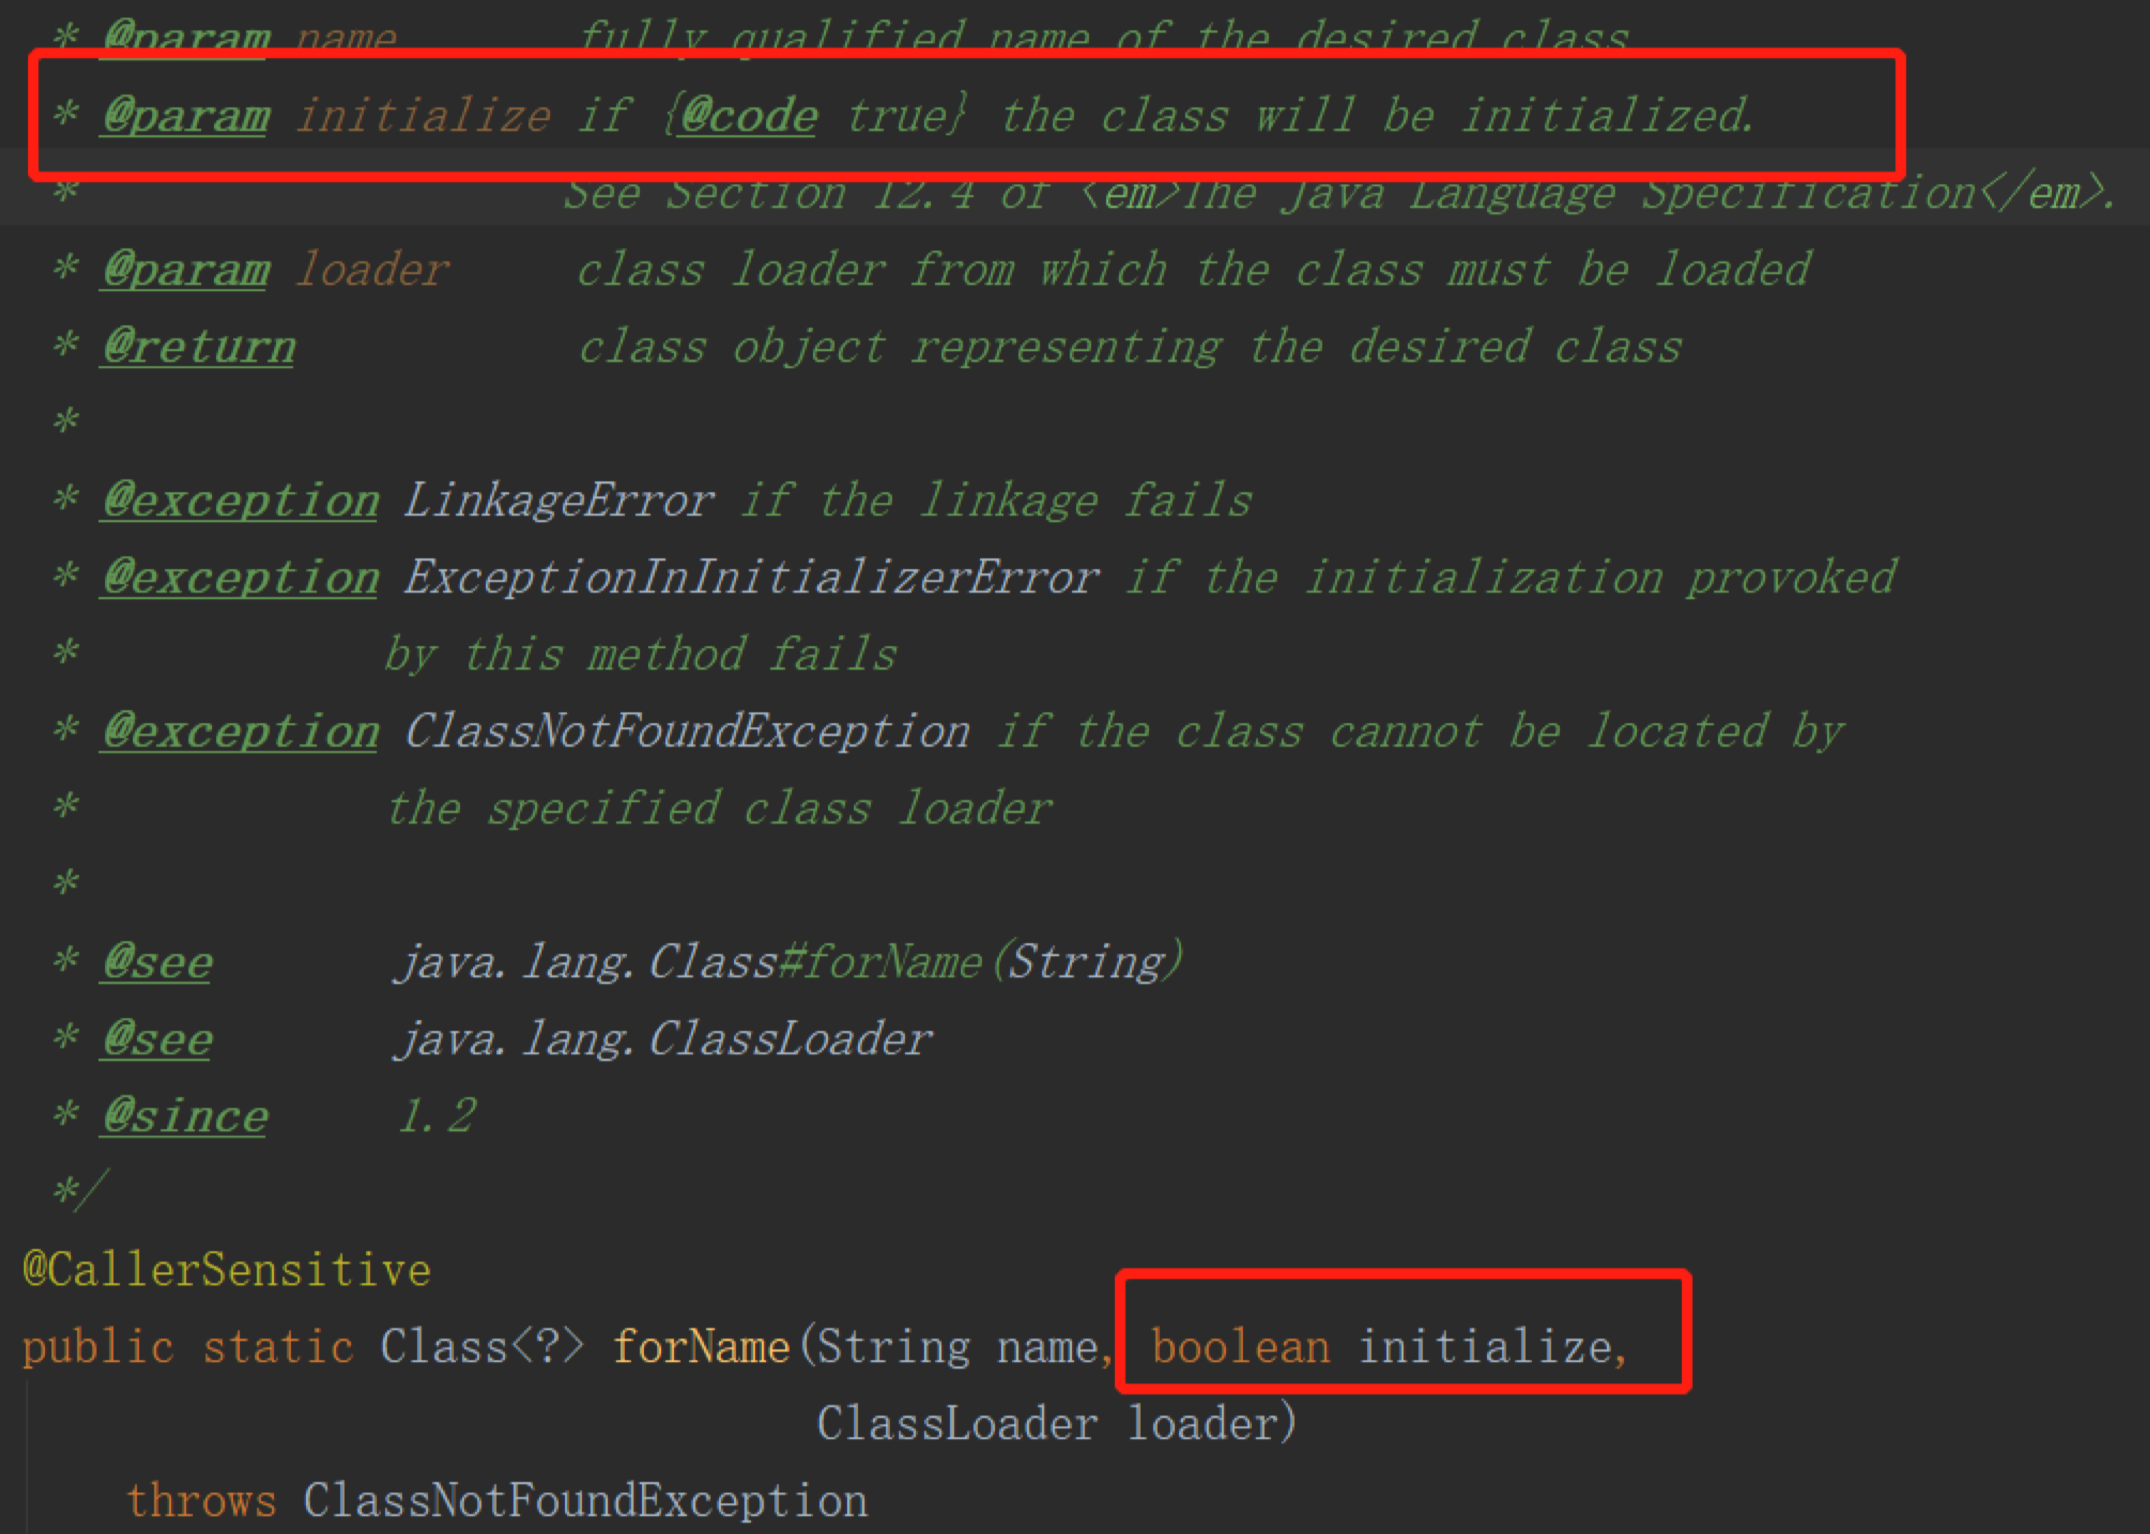 * @param name fully qualified name of the desired class
* @param initialize if {@code true} the class will be initialized.
* See Section 12.4 of <em>The Java Language Specification</em>.
* @param loader class loader from which the class must be loaded
* @return class object representing the desired class
*
* @exception LinkageError if the linkage fails
* @exception ExceptionInInitializerError if the initialization provoked
* by this method fails
* @exception ClassNotFoundException if the class cannot be located by
* the specified class loader
*
* @see java.lang.Class#forName(String)
* @see java.lang.ClassLoader
* @since 1.2
*/
@CallerSensitive
public static Class<?> forName(String name, boolean initialize,
ClassLoader loader)
throws ClassNotFoundException